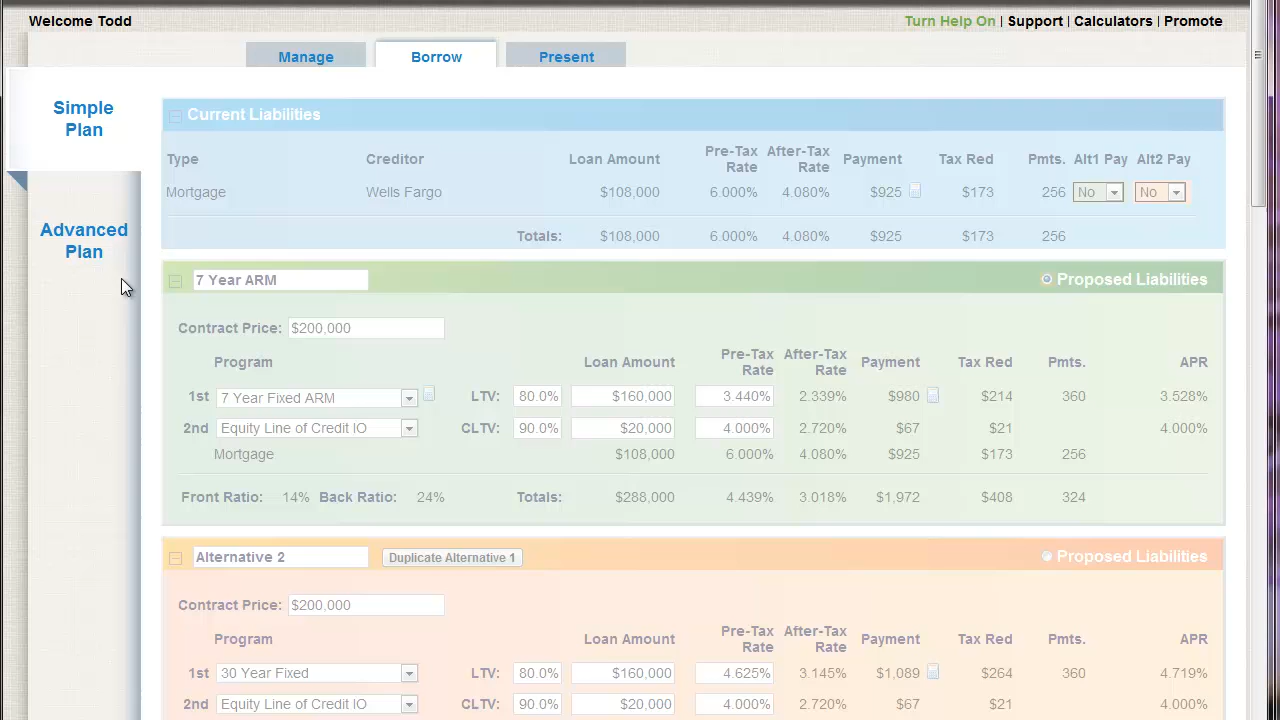 Welcome Todd
Turn Help On | Support | Calculators | Promote
Manage Borrow Present
Simple Plan
Advanced Plan
Current Liabilities
Type Creditor Loan Amount Pre-Tax Rate After-Tax Rate Payment Tax Red Pmts. Alt1 Pay Alt2 Pay
Mortgage Wells Fargo $108,000 6.000% 4.080% $925 $173 256 No No
Totals: $108,000 6.000% 4.080% $925 $173 256
7 Year ARM Proposed Liabilities
Contract Price: $200,000
Program Loan Amount Pre-Tax Rate After-Tax Rate Payment Tax Red Pmts. APR
1st 7 Year Fixed ARM LTV: 80.0% $160,000 3.440% 2.339% $980 $214 360 3.528%
2nd Equity Line of Credit IO CLTV: 90.0% $20,000 4.000% 2.720% $67 $21 4.000%
Mortgage $108,000 6.000% 4.080% $925 $173 256
Front Ratio: 14% Back Ratio: 24% Totals: $288,000 4.439% 3.018% $1,972 $408 324
Alternative 2 Duplicate Alternative 1 Proposed Liabilities
Contract Price: $200,000
Program Loan Amount Pre-Tax Rate After-Tax Rate Payment Tax Red Pmts. APR
1st 30 Year Fixed LTV: 80.0% $160,000 4.625% 3.145% $1,089 $264 360 4.719%
2nd Equity Line of Credit IO CLTV: 90.0% $20,000 4.000% 2.720% $67 $21 4.000%